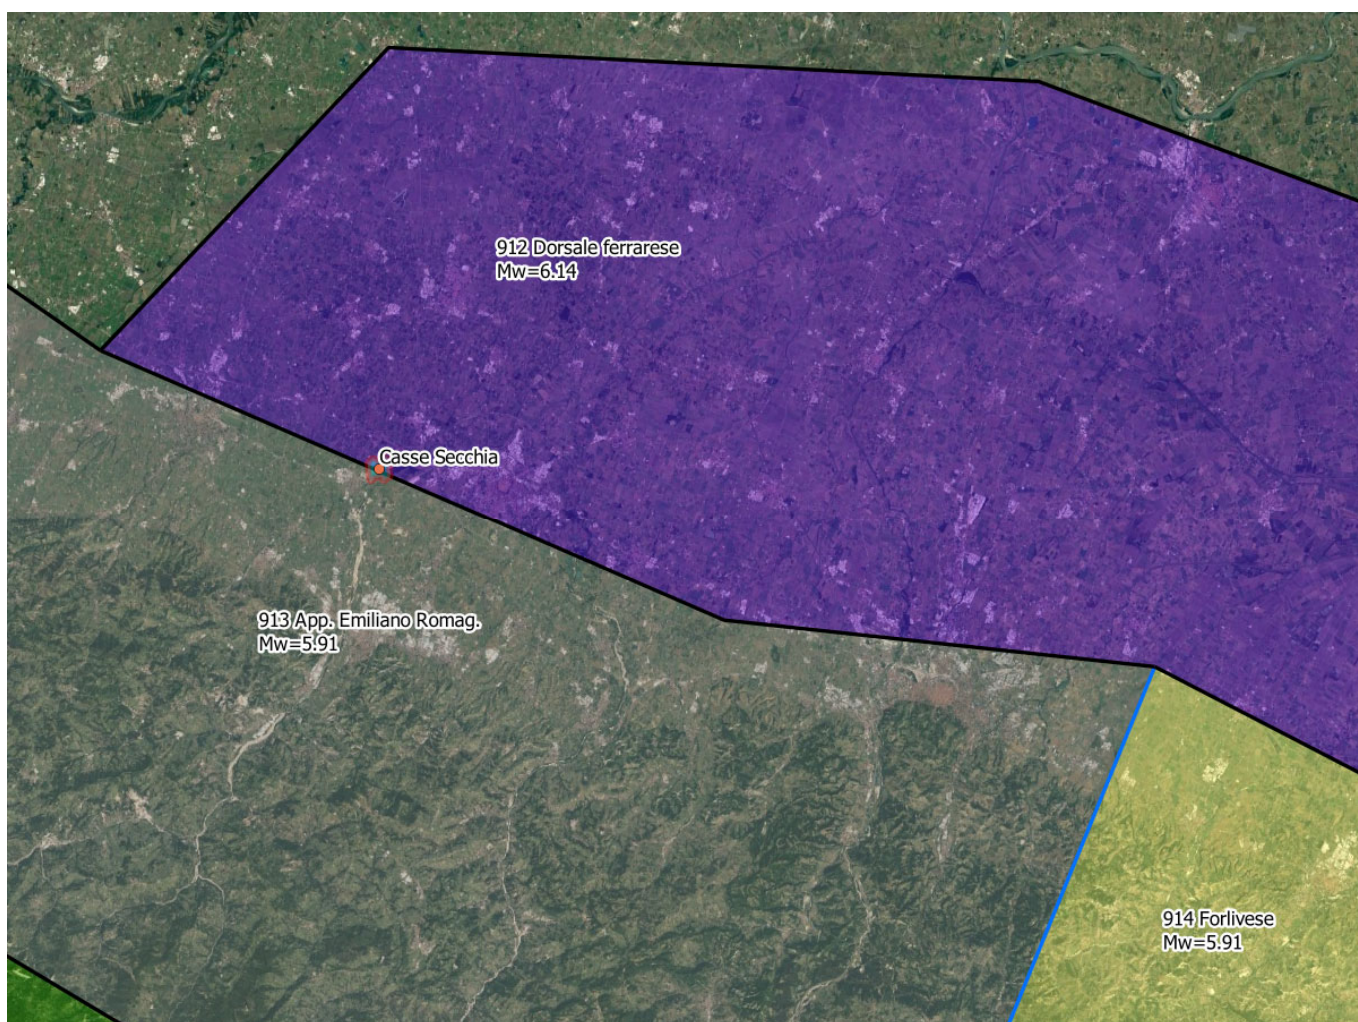 912 Dorsale ferrarese
Mw=6.14
Casse Secchia
913 App. Emiliano Romag.
Mw=5.91
914 Forlivese
Mw=5.91